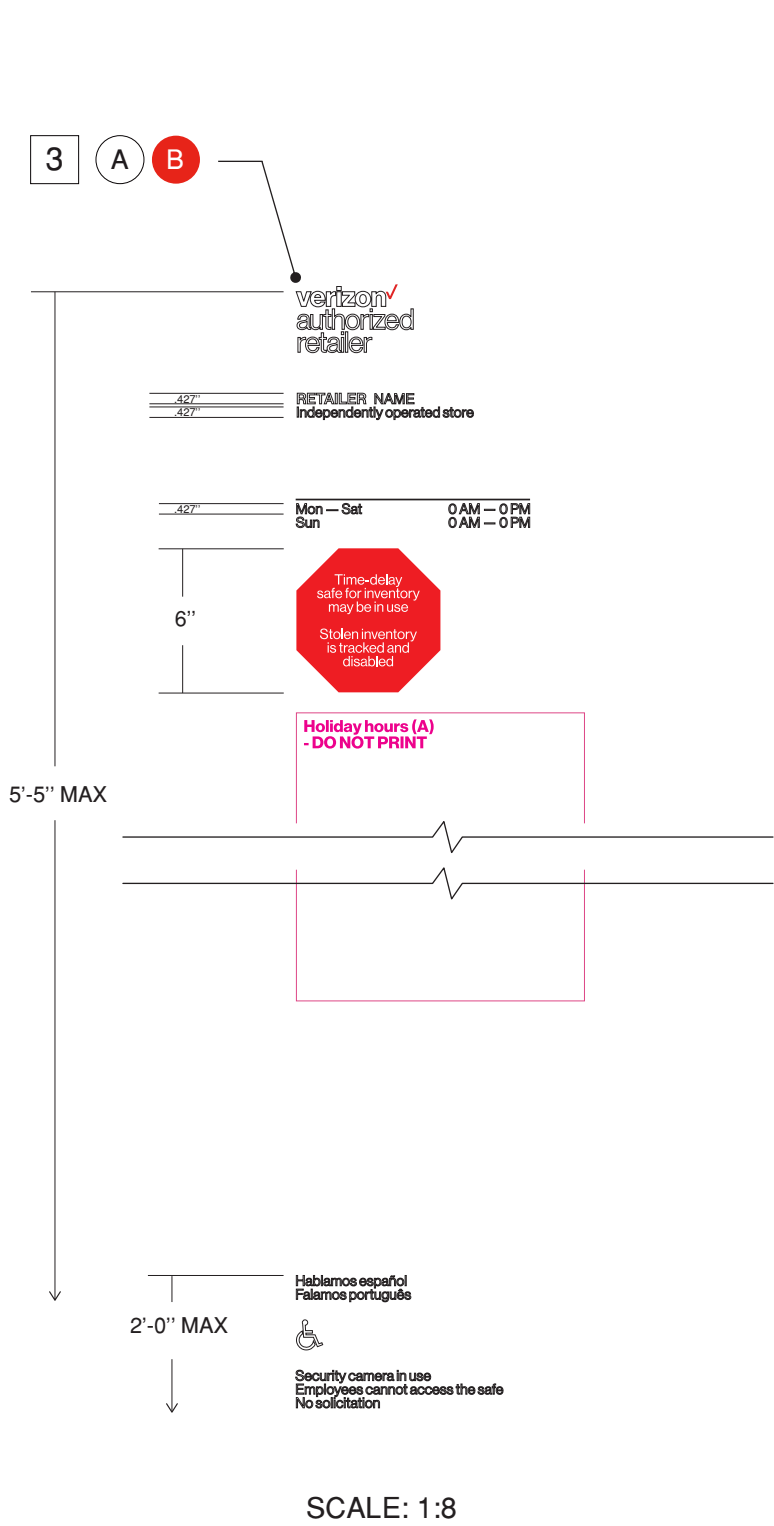 3 A B
verizon✓
authorized
retailer
.427’’ RETAILER NAME
.427’’ Independently operated store
.427’’ Mon — Sat 0 AM — 0 PM
Sun 0 AM — 0 PM
6’’
Time-delay
safe for inventory
may be in use
Stolen inventory
is tracked and
disabled
Holiday hours (A)
- DO NOT PRINT
5’-5’’ MAX
Hablamos español
Falamos português
2’-0’’ MAX
Security camera in use
Employees cannot access the safe
No solicitation
SCALE: 1:8